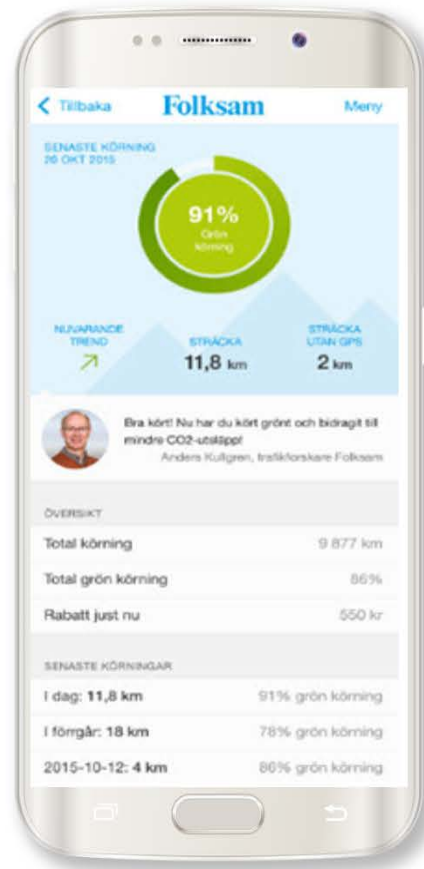 Tillbaka Folksam Meny
SENASTE KÖRNING
26 OKT 2015
91%
Grön
körning
NUVARANDE
TREND
STRÄCKA
11,8 km
STRÄCKA
UTAN GPS
2 km
Bra kört! Nu har du kört grönt och bidragit till
mindre CO2-utsläpp!
Anders Kullgren, trafikforskare Folksam
ÖVERSIKT
Total körning 9 877 km
Total grön körning 86%
Rabatt just nu 550 kr
SENASTE KÖRNINGAR
I dag: 11,8 km 91% grön körning
I förrgår: 18 km 78% grön körning
2015-10-12: 4 km 86% grön körning